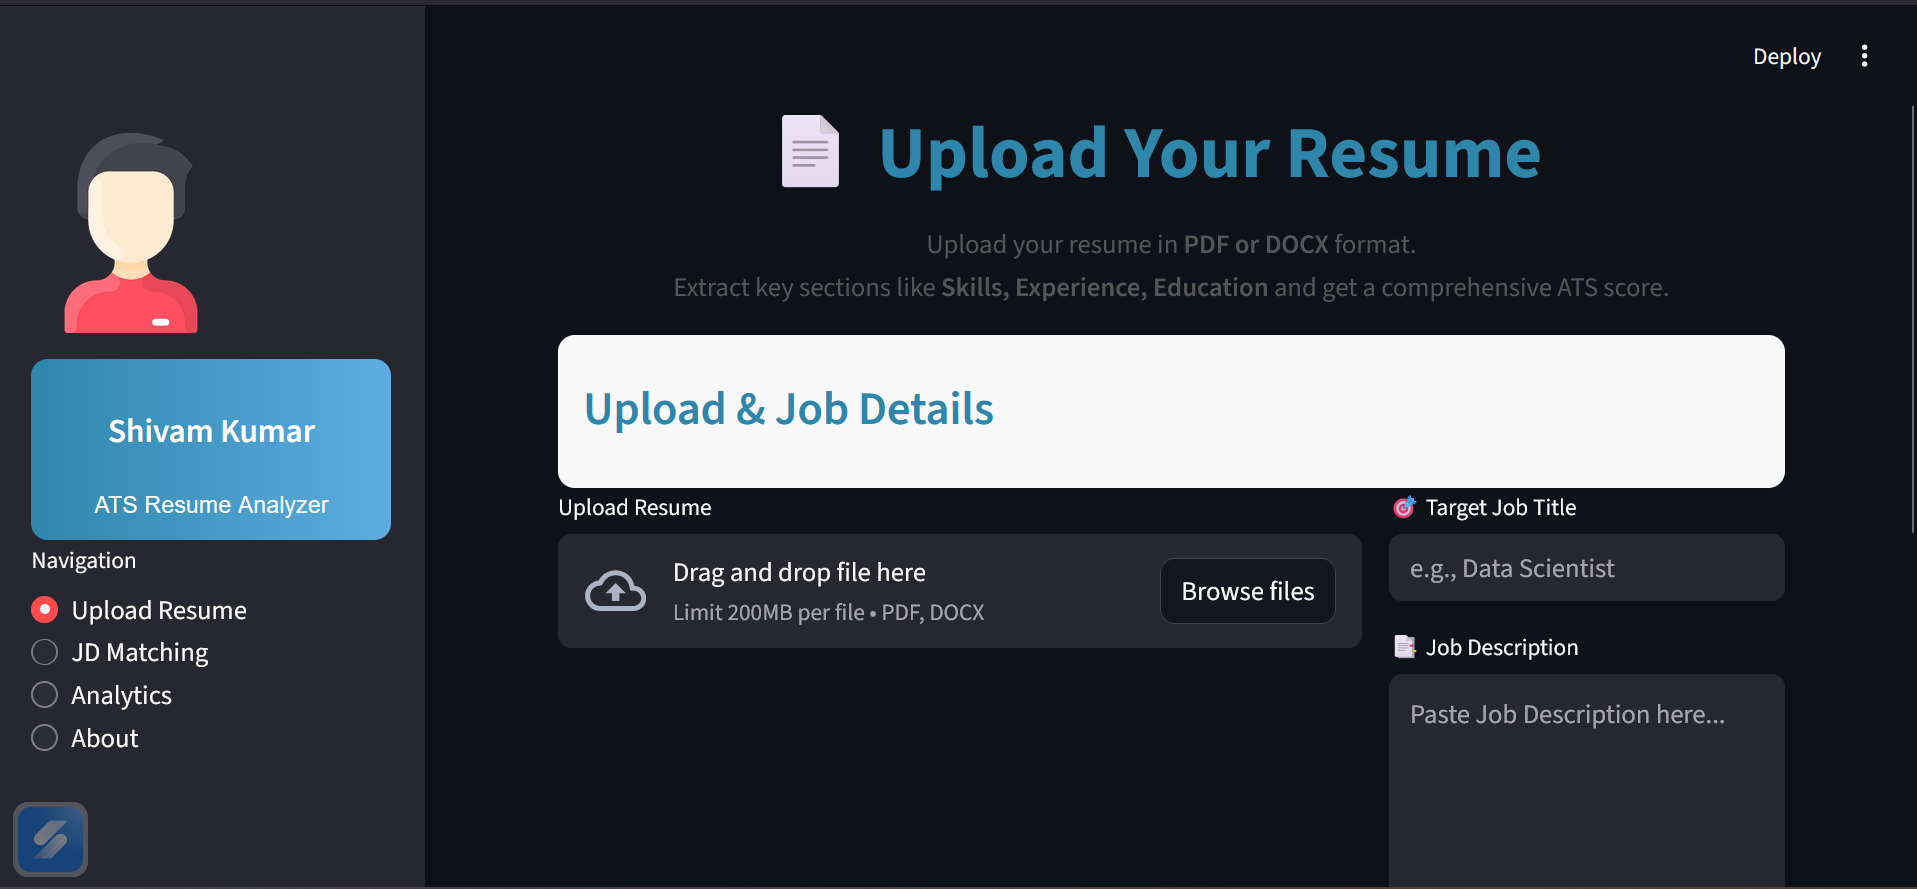 Deploy
Shivam Kumar
ATS Resume Analyzer
Navigation
Upload Resume
JD Matching
Analytics
About
Upload Your Resume
Upload your resume in PDF or DOCX format.
Extract key sections like Skills, Experience, Education and get a comprehensive ATS score.
Upload & Job Details
Upload Resume
Drag and drop file here
Limit 200MB per file • PDF, DOCX
Browse files
Target Job Title
e.g., Data Scientist
Job Description
Paste Job Description here...